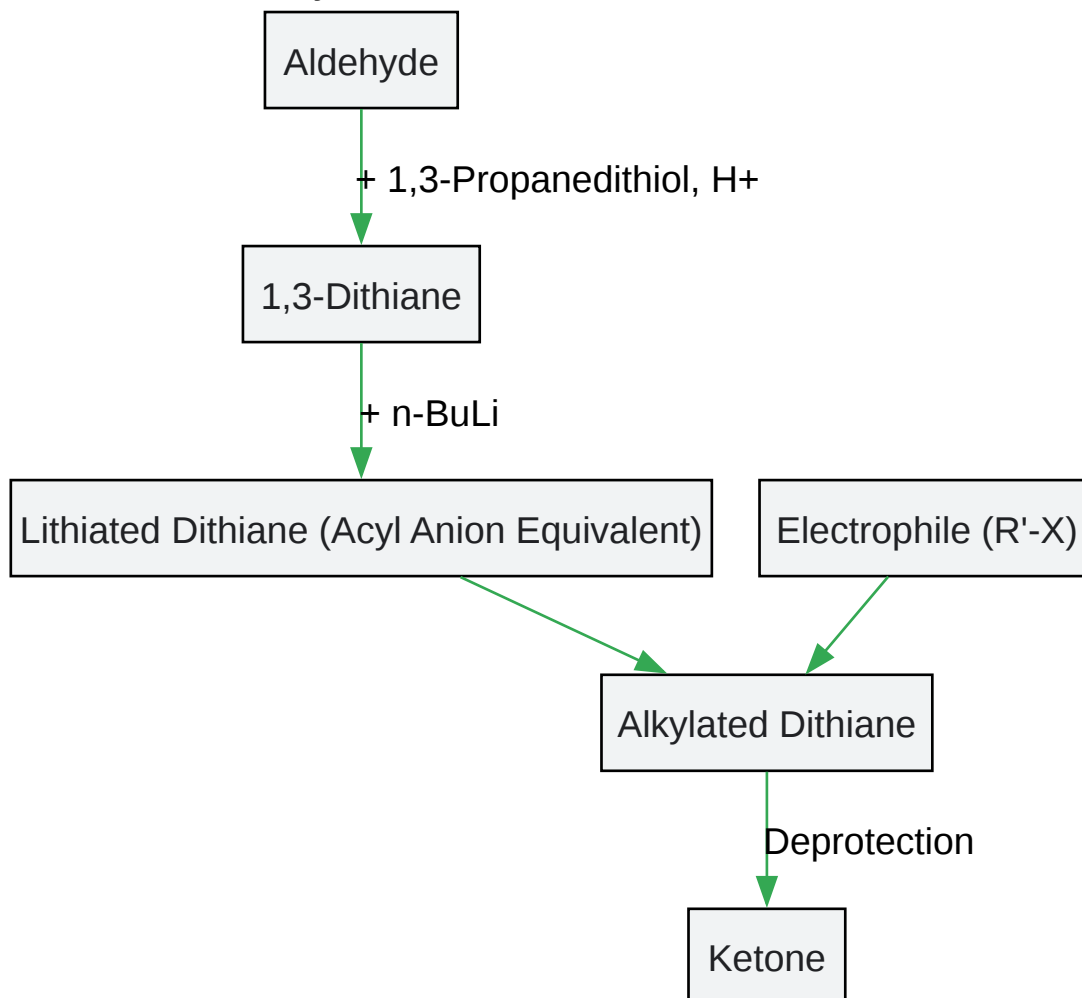 Aldehyde
+ 1,3-Propanedithiol, H+
1,3-Dithiane
+ n-BuLi
Lithiated Dithiane (Acyl Anion Equivalent)
Electrophile (R'-X)
Alkylated Dithiane
Deprotection
Ketone